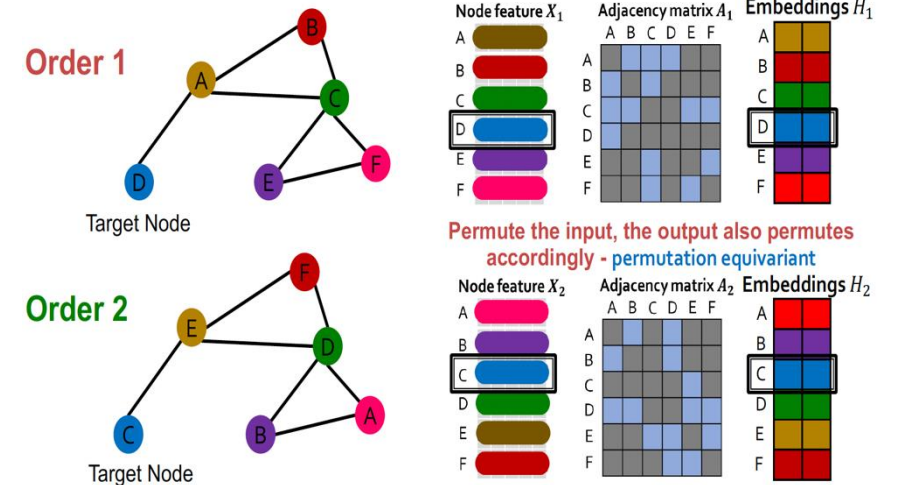 Order 1
B
A
C
F
D
E
Target Node
Node feature X₁
A
B
C
D
E
F
Adjacency matrix A₁
A B C D E F
A
B
C
D
E
F
Embeddings H₁
A
B
C
D
E
F
Permute the input, the output also permutes
accordingly - permutation equivariant
Order 2
F
E
D
A
C
B
Target Node
Node feature X₂
A
B
C
D
E
F
Adjacency matrix A₂
A B C D E F
A
B
C
D
E
F
Embeddings H₂
A
B
C
D
E
F